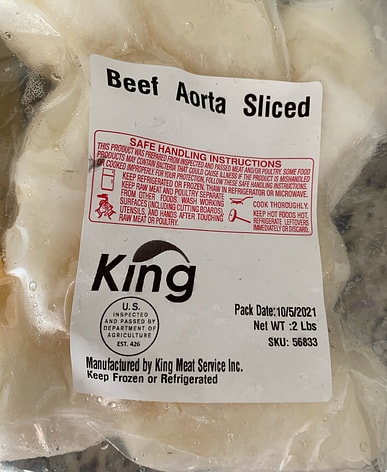 Beef Aorta Sliced
SAFE HANDLING INSTRUCTIONS
THIS PRODUCT WAS PREPARED FROM INSPECTED AND PASSED MEAT AND/OR POULTRY. SOME FOOD
PRODUCTS MAY CONTAIN BACTERIA THAT COULD CAUSE ILLNESS IF THE PRODUCT IS MISHANDLED
OR COOKED IMPROPERLY. FOR YOUR PROTECTION, FOLLOW THESE SAFE HANDLING INSTRUCTIONS.
KEEP REFRIGERATED OR FROZEN. THAW IN REFRIGERATOR OR MICROWAVE.
KEEP RAW MEAT AND POULTRY SEPARATE
FROM OTHER FOODS. WASH WORKING
SURFACES (INCLUDING CUTTING BOARDS),
UTENSILS, AND HANDS AFTER TOUCHING
RAW MEAT OR POULTRY.
COOK THOROUGHLY.
KEEP HOT FOODS HOT.
REFRIGERATE LEFTOVERS
IMMEDIATELY OR DISCARD.
King
U.S.
INSPECTED
AND PASSED BY
DEPARTMENT OF
AGRICULTURE
EST. 426
Pack Date:10/5/2021
Net WT :2 Lbs
SKU: 56833
Manufactured by King Meat Service Inc.
Keep Frozen or Refrigerated